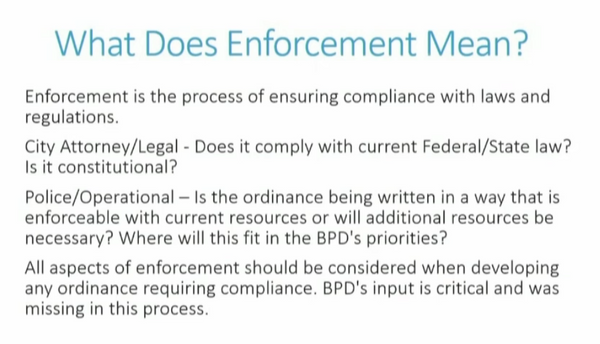 What Does Enforcement Mean?
Enforcement is the process of ensuring compliance with laws and
regulations.
City Attorney/Legal - Does it comply with current Federal/State law?
Is it constitutional?
Police/Operational – Is the ordinance being written in a way that is
enforceable with current resources or will additional resources be
necessary? Where will this fit in the BPD's priorities?
All aspects of enforcement should be considered when developing
any ordinance requiring compliance. BPD's input is critical and was
missing in this process.